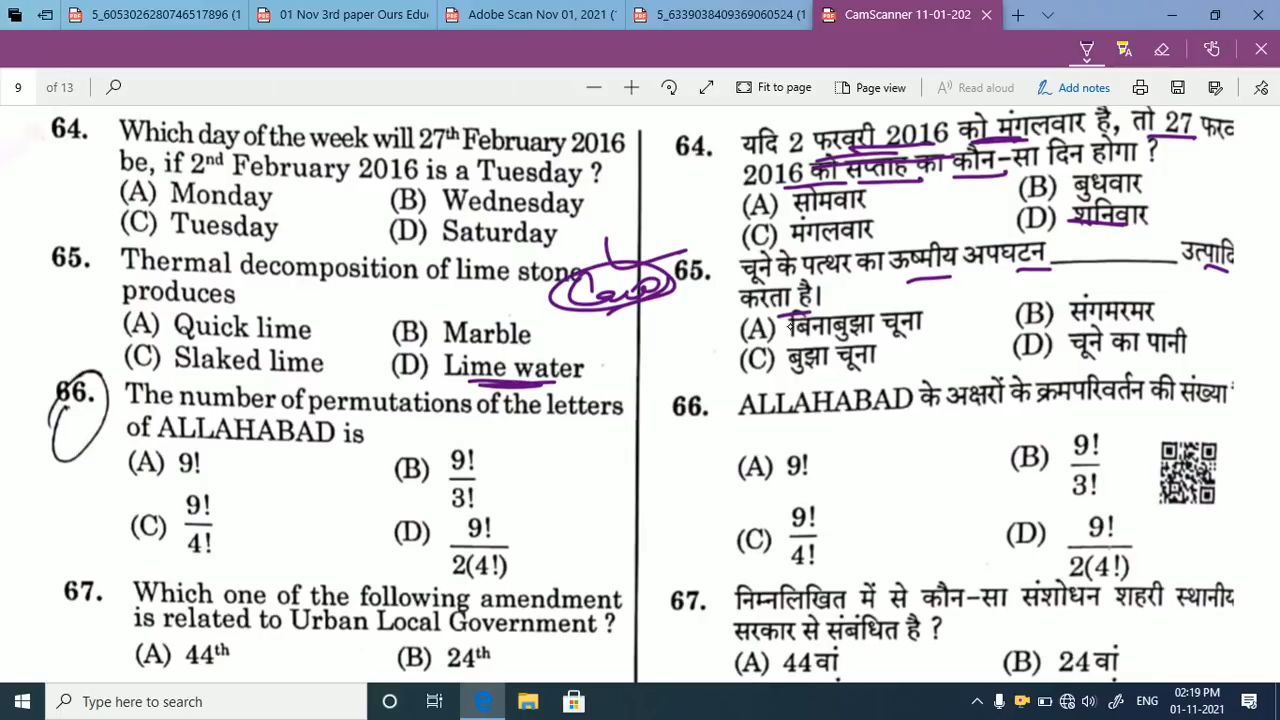 5_6053026280746517896 (1
01 Nov 3rd paper Ours Edu
Adobe Scan Nov 01, 2021 (1
5_6339038409369060524 (1
CamScanner 11-01-202
9 of 13
Fit to page
Page view
Read aloud
Add notes
64. Which day of the week will 27th February 2016
be, if 2nd February 2016 is a Tuesday ?
(A) Monday (B) Wednesday
(C) Tuesday (D) Saturday
65. Thermal decomposition of lime stone
produces
(A) Quick lime (B) Marble
(C) Slaked lime (D) Lime water
66. The number of permutations of the letters
of ALLAHABAD is
(A) 9! (B) 9!/3!
(C) 9!/4! (D) 9!/2(4!)
67. Which one of the following amendment
is related to Urban Local Government ?
(A) 44th (B) 24th
64. यदि 2 फरवरी 2016 को मंगलवार है, तो 27 फरव
2016 को सप्ताह का कौन-सा दिन होगा ?
(A) सोमवार (B) बुधवार
(C) मंगलवार (D) शनिवार
65. चूने के पत्थर का ऊष्मीय अपघटन ____________ उत्पादि
करता है।
(A) बिनाबुझा चूना (B) संगमरमर
(C) बुझा चूना (D) चूने का पानी
66. ALLAHABAD के अक्षरों के क्रमपरिवर्तन की संख्या
(A) 9! (B) 9!/3!
(C) 9!/4! (D) 9!/2(4!)
67. निम्नलिखित में से कौन-सा संशोधन शहरी स्थानीय
सरकार से संबंधित है ?
(A) 44वां (B) 24वां
Type here to search
ENG
02:19 PM
01-11-2021